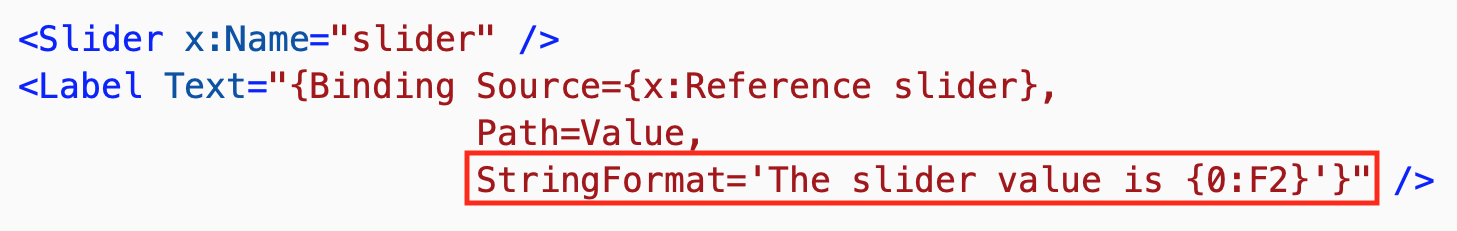 <Slider x:Name="slider" />
<Label Text="{Binding Source={x:Reference slider},
Path=Value,
StringFormat='The slider value is {0:F2}'}" />